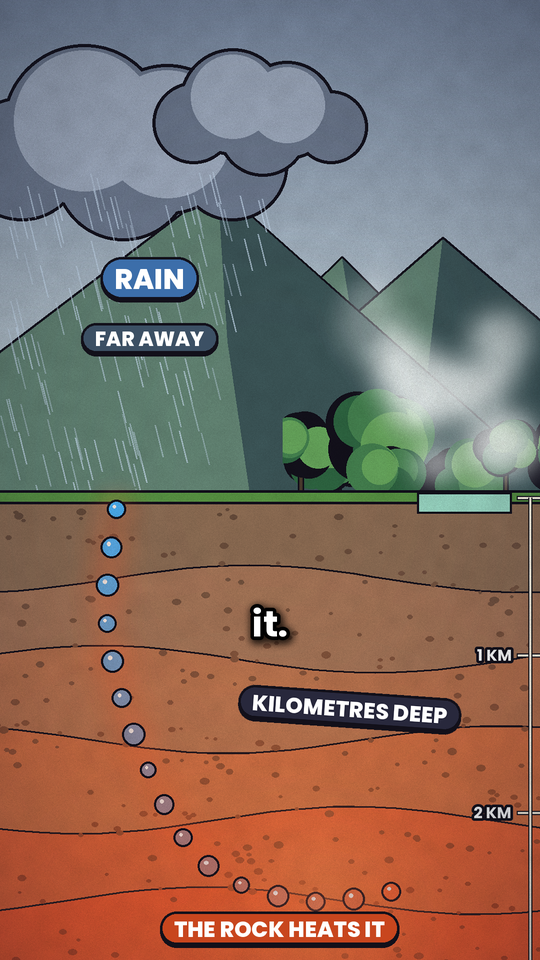 RAIN
FAR AWAY
it.
1 KM
KILOMETRES DEEP
2 KM
THE ROCK HEATS IT